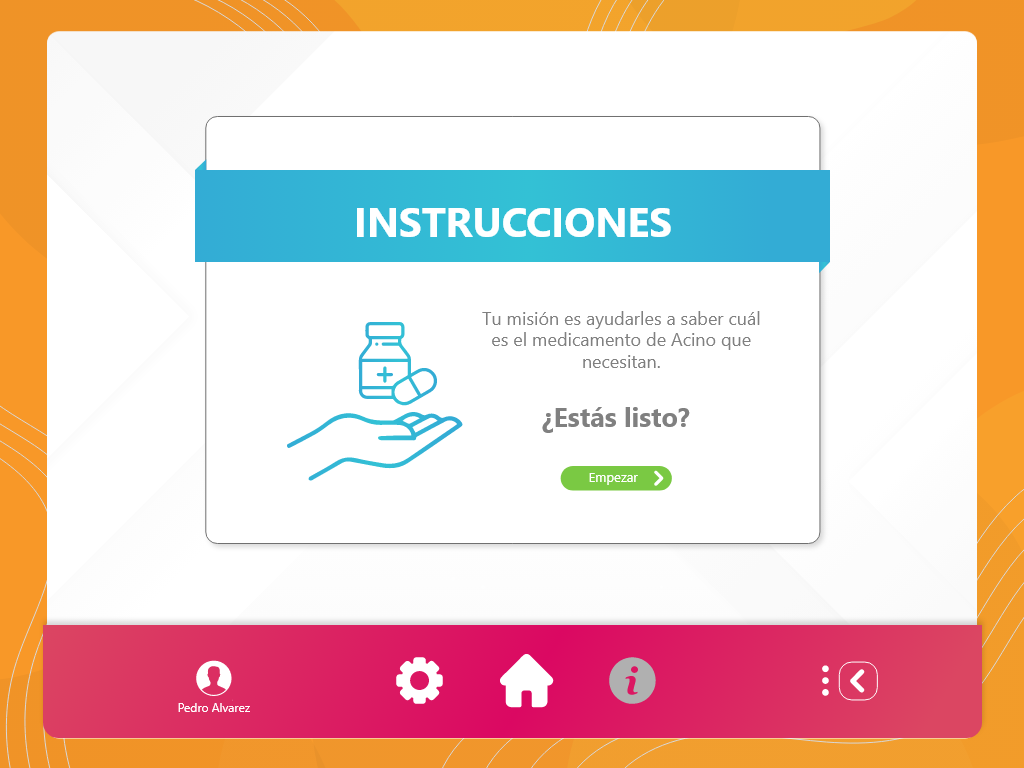 INSTRUCCIONES
Tu misión es ayudarles a saber cuál
es el medicamento de Acino que
necesitan.
¿Estás listo?
Empezar
i
Pedro Alvarez